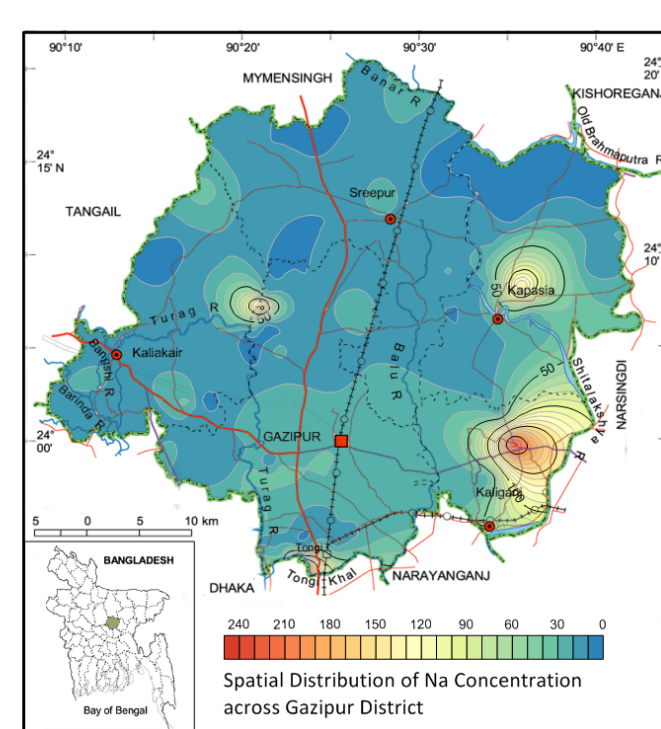 90°10'
90°20'
90°30'
90°40' E
24°
20'
MYMENSINGH
Banar R
KISHOREGAN
Old Brahmaputra R
24°
15' N
Sreepur
TANGAIL
24°
10'
50
Kapasia
Turag R
Kaliakair
Bangshi R
Barinda R
Balu R
50
Shitalakshya R
NARSINGDI
24°
00'
GAZIPUR
Turag R
Kaliganj
Tongi
Tongi Khal
DHAKA
NARAYANGANJ
5 0 5 10 km
BANGLADESH
Bay of Bengal
240 210 180 150 120 90 60 30 0
Spatial Distribution of Na Concentration
across Gazipur District